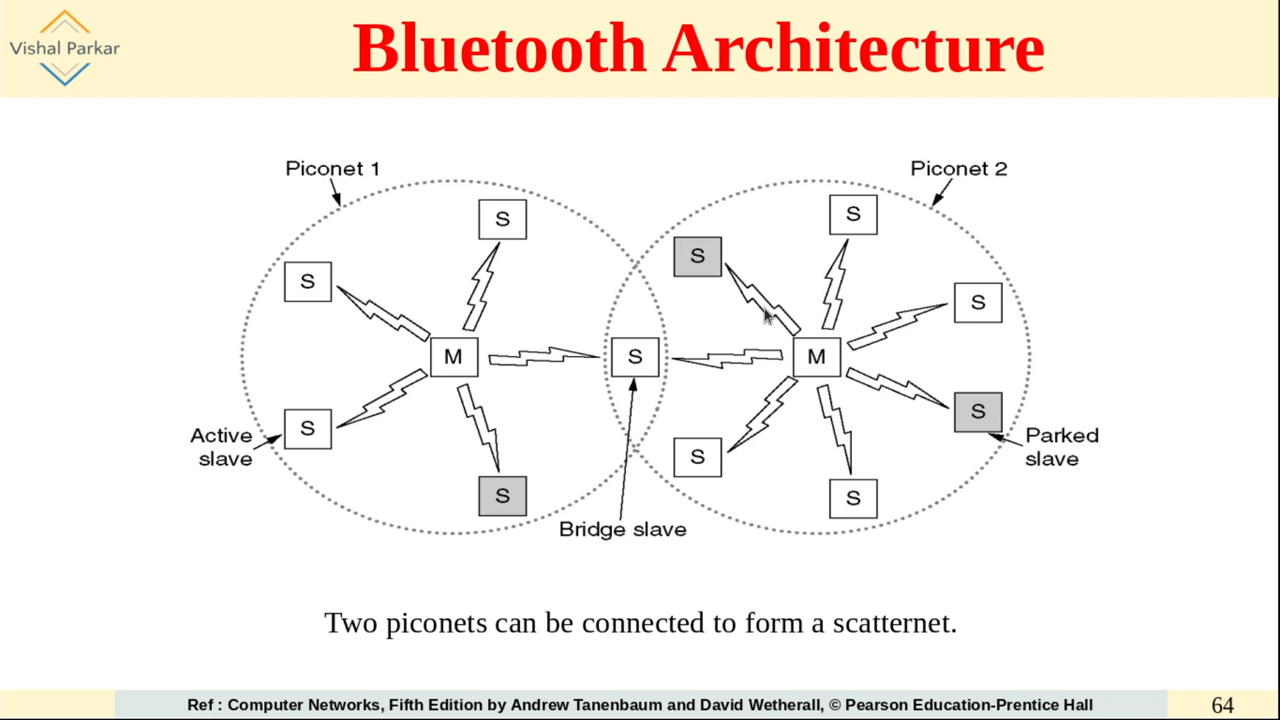 Vishal Parkar
Bluetooth Architecture
Piconet 1
Piconet 2
S
S
S
S
S
M
S
M
S
S
Active
slave
S
S
Parked
slave
S
S
Bridge slave
Two piconets can be connected to form a scatternet.
Ref : Computer Networks, Fifth Edition by Andrew Tanenbaum and David Wetherall, © Pearson Education-Prentice Hall
64